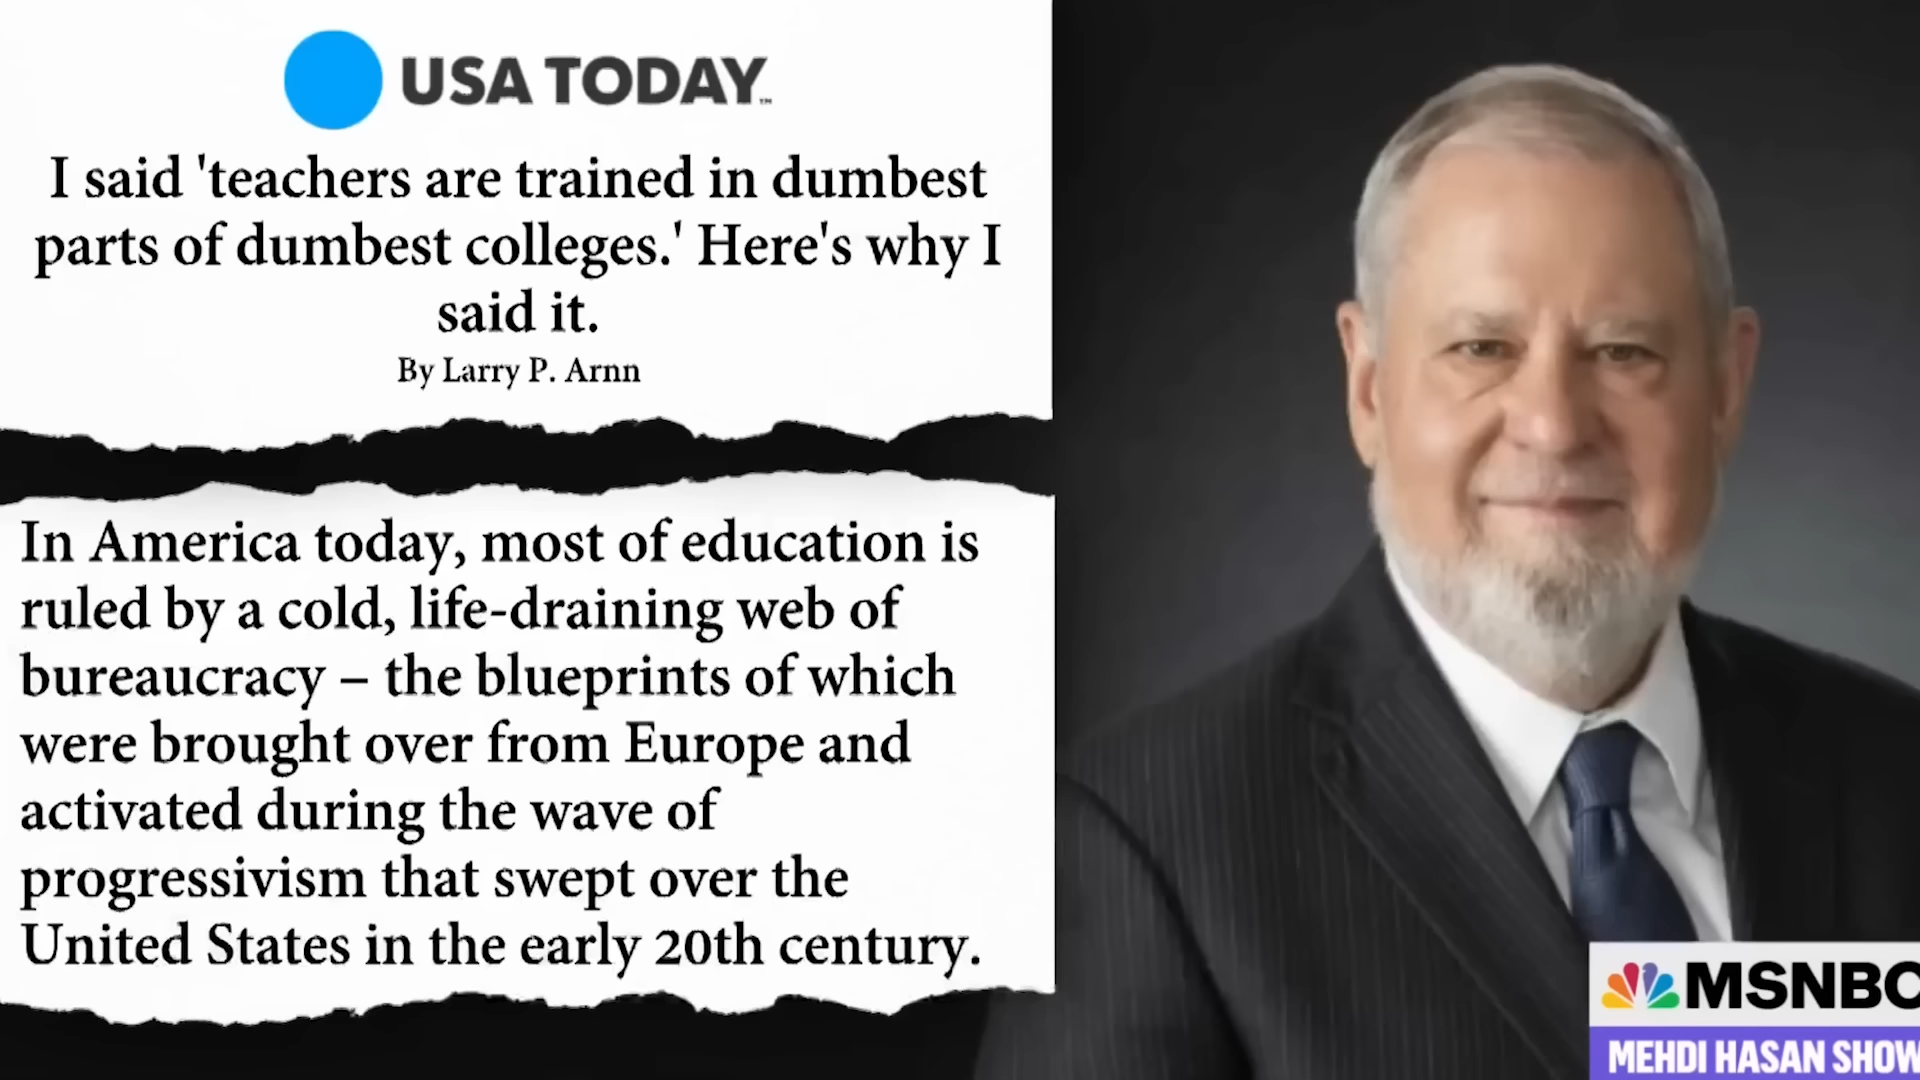 USA TODAY
I said 'teachers are trained in dumbest
parts of dumbest colleges.' Here's why I
said it.
By Larry P. Arnn
In America today, most of education is
ruled by a cold, life-draining web of
bureaucracy – the blueprints of which
were brought over from Europe and
activated during the wave of
progressivism that swept over the
United States in the early 20th century.
MSNBC
MEHDI HASAN SHOW